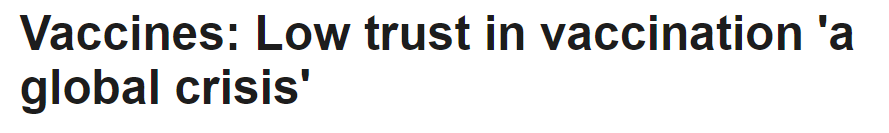 Vaccines: Low trust in vaccination 'a
global crisis'